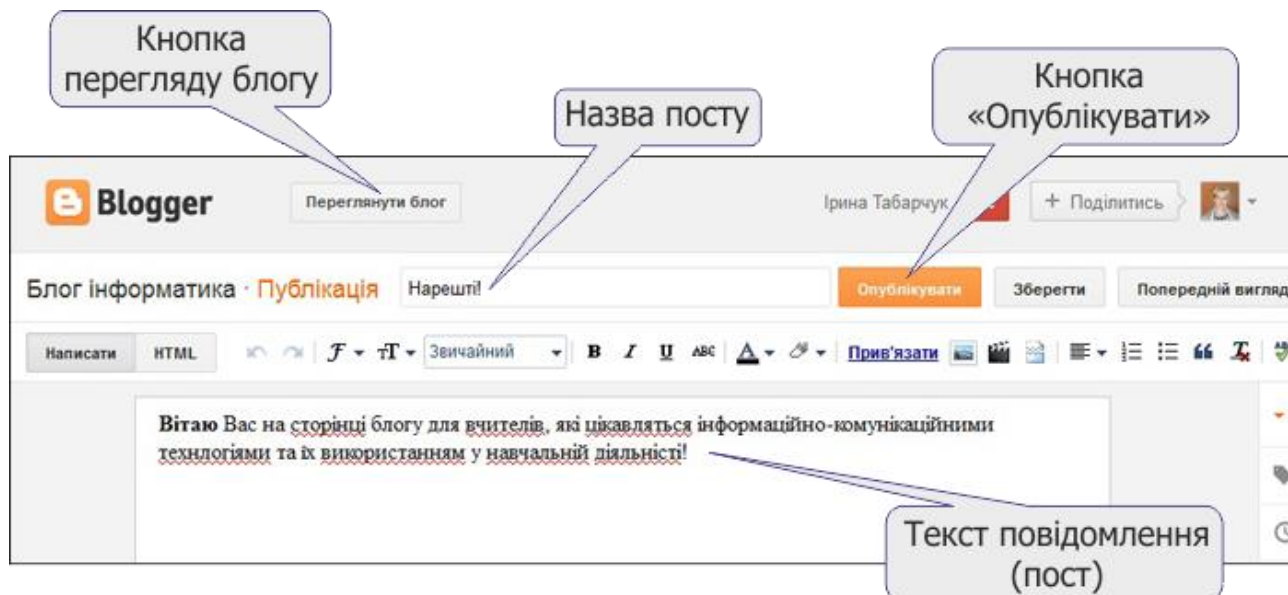 Кнопка
перегляду блогу
Назва посту
Кнопка
«Опублікувати»
Blogger
Переглянути блог
Ірина Табарчук
+ Поділитись
Блог інформатика · Публікація
Нарешті!
Опублікувати
Зберегти
Попередній вигляд
Написати
HTML
Звичайний
B I U ABC A
Прив'язати
Вітаю Вас на сторінці блогу для вчителів, які цікавляться інформаційно-комунікаційними
технлогіями та їх використанням у навчальній діяльністі!
Текст повідомлення
(пост)